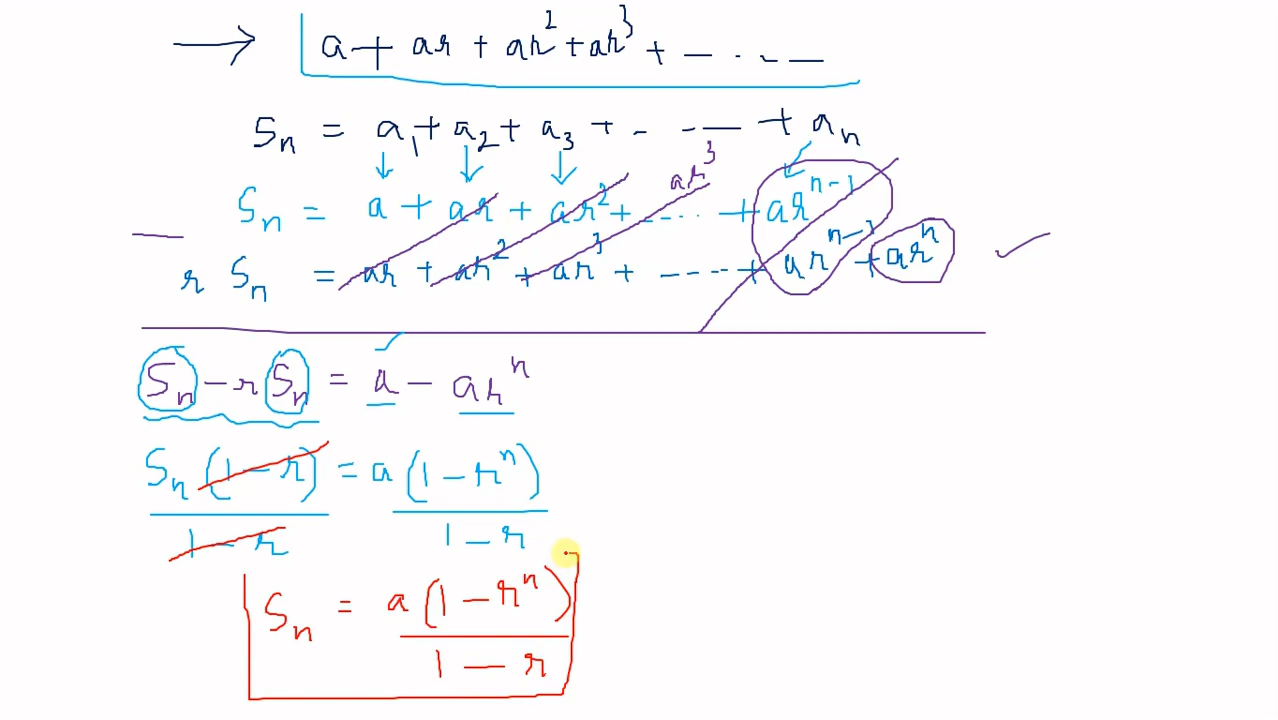 → a + ar + ar² + ar³ + - . . —
Sₙ = a₁ + a₂ + a₃ + - - — + aₙ
ar³
Sₙ = a + ar + ar² + - - . . . + arⁿ⁻¹
r Sₙ = ar + ar² + ar³ + - - - - + arⁿ⁻¹ + arⁿ ✓
Sₙ - r Sₙ = a - arⁿ
Sₙ (1 - r) = a (1 - rⁿ)
1 - r 1 - r
Sₙ = a (1 - rⁿ)
1 - r